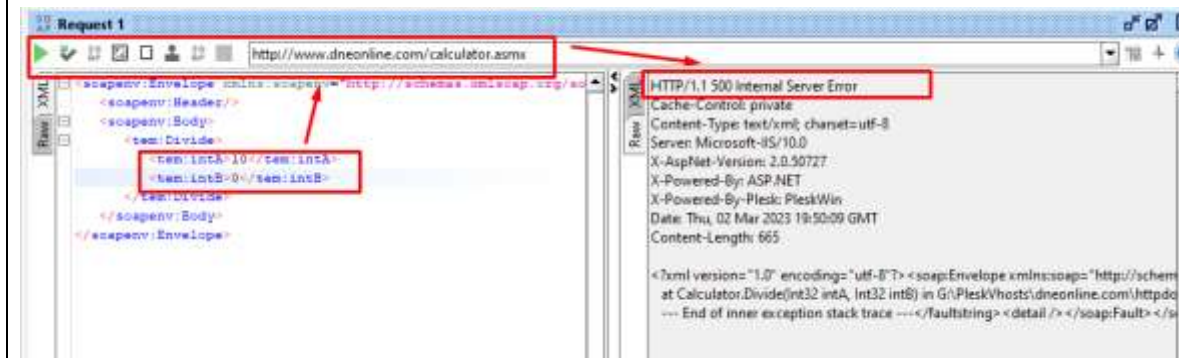 Request 1
http://www.dneonline.com/calculator.asmx
XML
Raw
<soapenv:Envelope xmlns:soapenv="http://schemas.xmlsoap.org/so
<soapenv:Header/>
<soapenv:Body>
<tem:Divide>
<tem:intA>10</tem:intA>
<tem:intB>0</tem:intB>
</tem:Divide>
</soapenv:Body>
</soapenv:Envelope>
XML
Raw
HTTP/1.1 500 Internal Server Error
Cache-Control: private
Content-Type: text/xml; charset=utf-8
Server: Microsoft-IIS/10.0
X-AspNet-Version: 2.0.50727
X-Powered-By: ASP.NET
X-Powered-By-Plesk: PleskWin
Date: Thu, 02 Mar 2023 19:50:09 GMT
Content-Length: 665
<?xml version="1.0" encoding="utf-8"?><soap:Envelope xmlns:soap="http://schem
at Calculator.Divide(Int32 intA, Int32 intB) in G:\PleskVhosts\dneonline.com\httpdo
--- End of inner exception stack trace ---</faultstring><detail /></soap:Fault></s